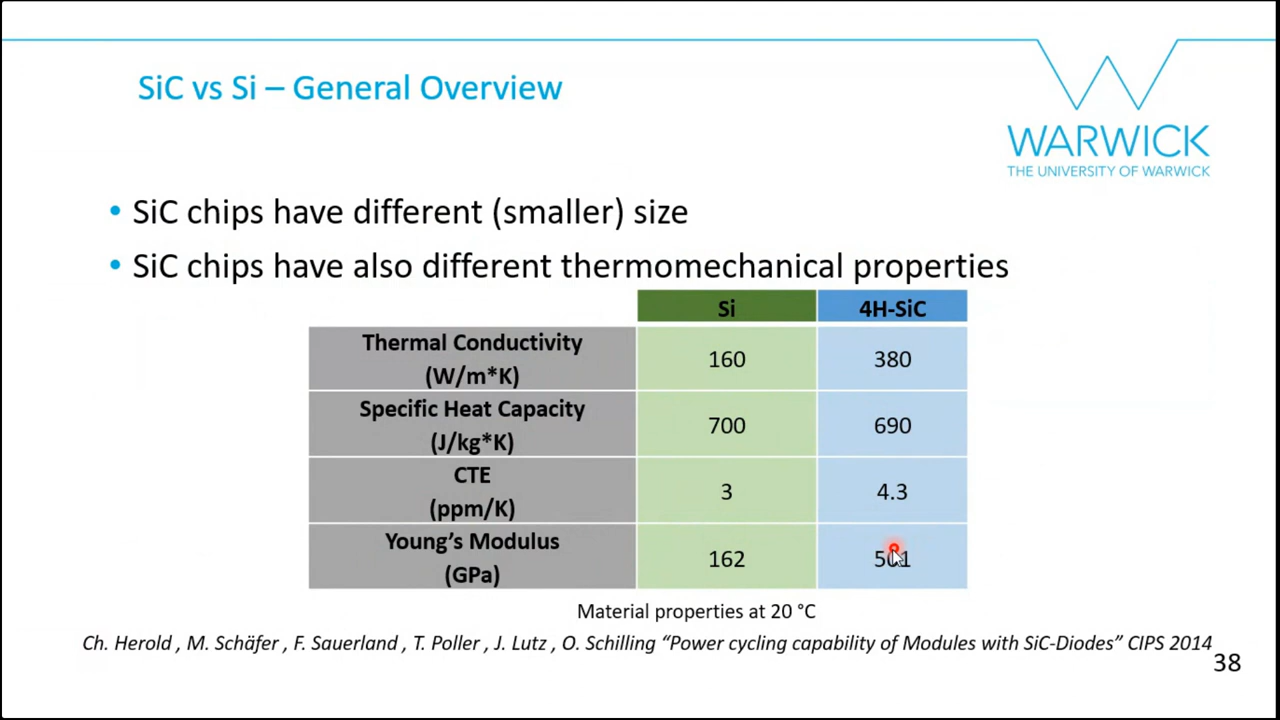 SiC vs Si – General Overview
WARWICK
THE UNIVERSITY OF WARWICK
• SiC chips have different (smaller) size
• SiC chips have also different thermomechanical properties
Si 4H-SiC
Thermal Conductivity
(W/m*K) 160 380
Specific Heat Capacity
(J/kg*K) 700 690
CTE
(ppm/K) 3 4.3
Young’s Modulus
(GPa) 162
Material properties at 20 °C
Ch. Herold , M. Schäfer , F. Sauerland , T. Poller , J. Lutz , O. Schilling “Power cycling capability of Modules with SiC-Diodes” CIPS 2014
38